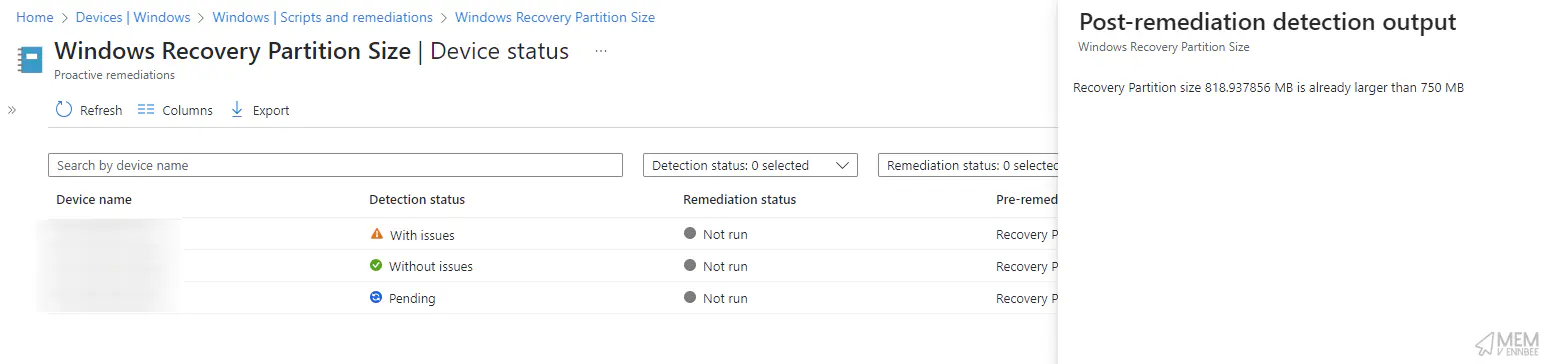 Home > Devices | Windows > Windows | Scripts and remediations > Windows Recovery Partition Size
Windows Recovery Partition Size | Device status ...
Proactive remediations
Refresh Columns Export
Search by device name
Detection status: 0 selected
Remediation status: 0 selected
Device name Detection status Remediation status Pre-remed
With issues Not run Recovery P
Without issues Not run Recovery P
Pending Not run Recovery P
Post-remediation detection output
Windows Recovery Partition Size
Recovery Partition size 818.937856 MB is already larger than 750 MB
MEM
VENNBEE